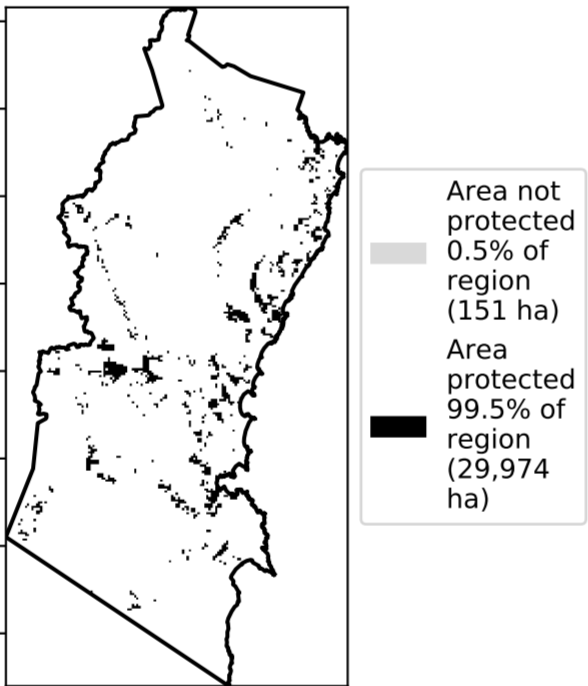 Area not
protected
0.5% of
region
(151 ha)
Area
protected
99.5% of
region
(29,974
ha)